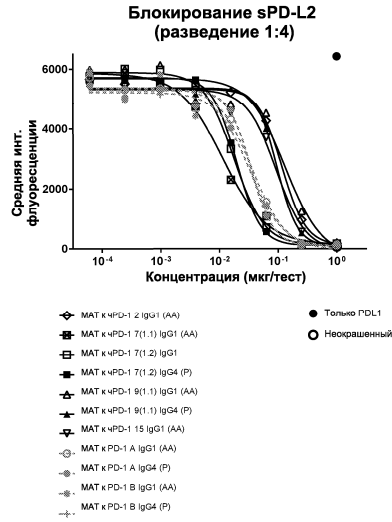 Блокирование sPD-L2
(разведение 1:4)
Средняя инт.
флуоресценции
6000
4000
2000
0
10⁻⁴ 10⁻³ 10⁻² 10⁻¹ 10⁰
Концентрация (мкг/тест)
МАТ к чPD-1 2 IgG1 (AA)
МАТ к чPD-1 7(1.1) IgG1 (AA)
МАТ к чPD-1 7(1.2) IgG1
МАТ к чPD-1 7(1.2) IgG4 (P)
МАТ к чPD-1 9(1.1) IgG1 (AA)
МАТ к чPD-1 9(1.1) IgG4 (P)
МАТ к чPD-1 15 IgG1 (AA)
МАТ к PD-1 A IgG1 (AA)
МАТ к PD-1 A IgG4 (P)
МАТ к PD-1 B IgG1 (AA)
МАТ к PD-1 B IgG4 (P)
Только PDL1
Неокрашенный